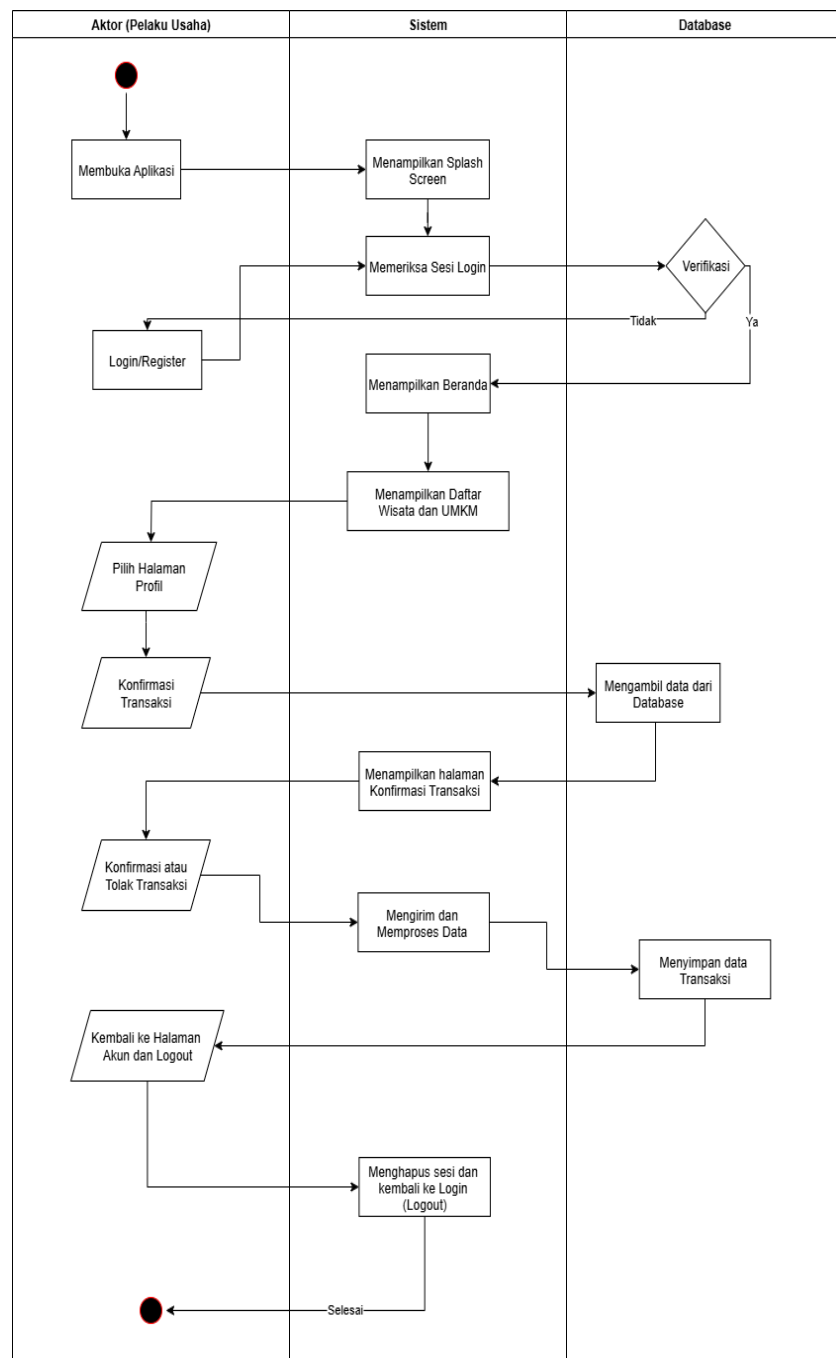 Aktor (Pelaku Usaha)
Sistem
Database
Membuka Aplikasi
Menampilkan Splash
Screen
Memeriksa Sesi Login
Verifikasi
Tidak
Ya
Login/Register
Menampilkan Beranda
Menampilkan Daftar
Wisata dan UMKM
Pilih Halaman
Profil
Konfirmasi
Transaksi
Mengambil data dari
Database
Menampilkan halaman
Konfirmasi Transaksi
Konfirmasi atau
Tolak Transaksi
Mengirim dan
Memproses Data
Menyimpan data
Transaksi
Kembali ke Halaman
Akun dan Logout
Menghapus sesi dan
kembali ke Login
(Logout)
Selesai